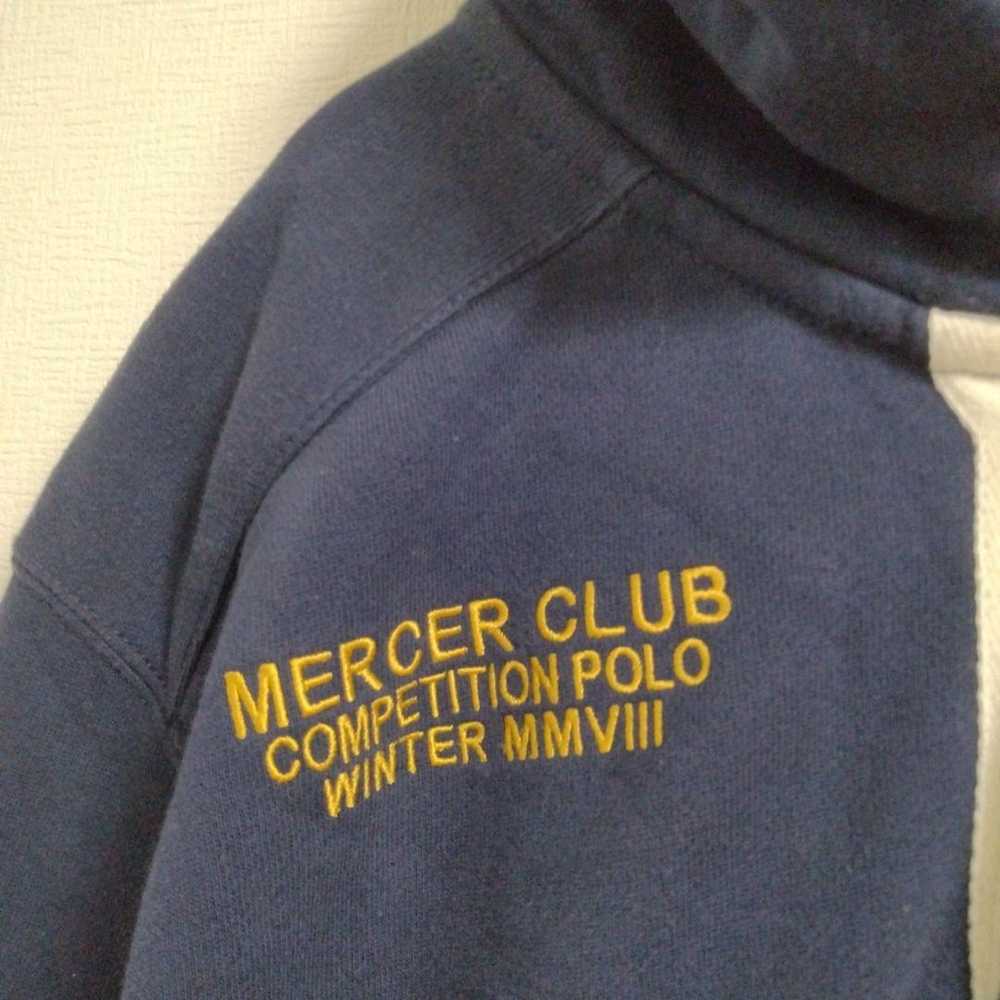 MERCER CLUB
COMPETITION POLO
WINTER MMVIII